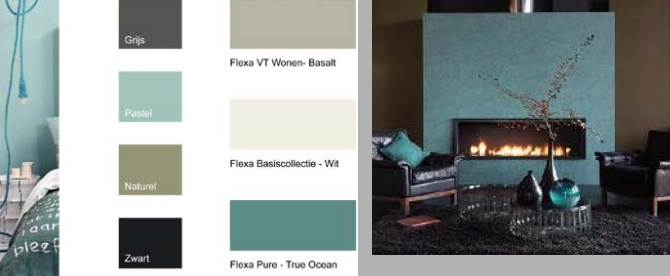 Grijs
Flexa VT Wonen- Basalt
Pastel
Flexa Basiscollectie - Wit
Naturel
Zwart
Flexa Pure - True Ocean